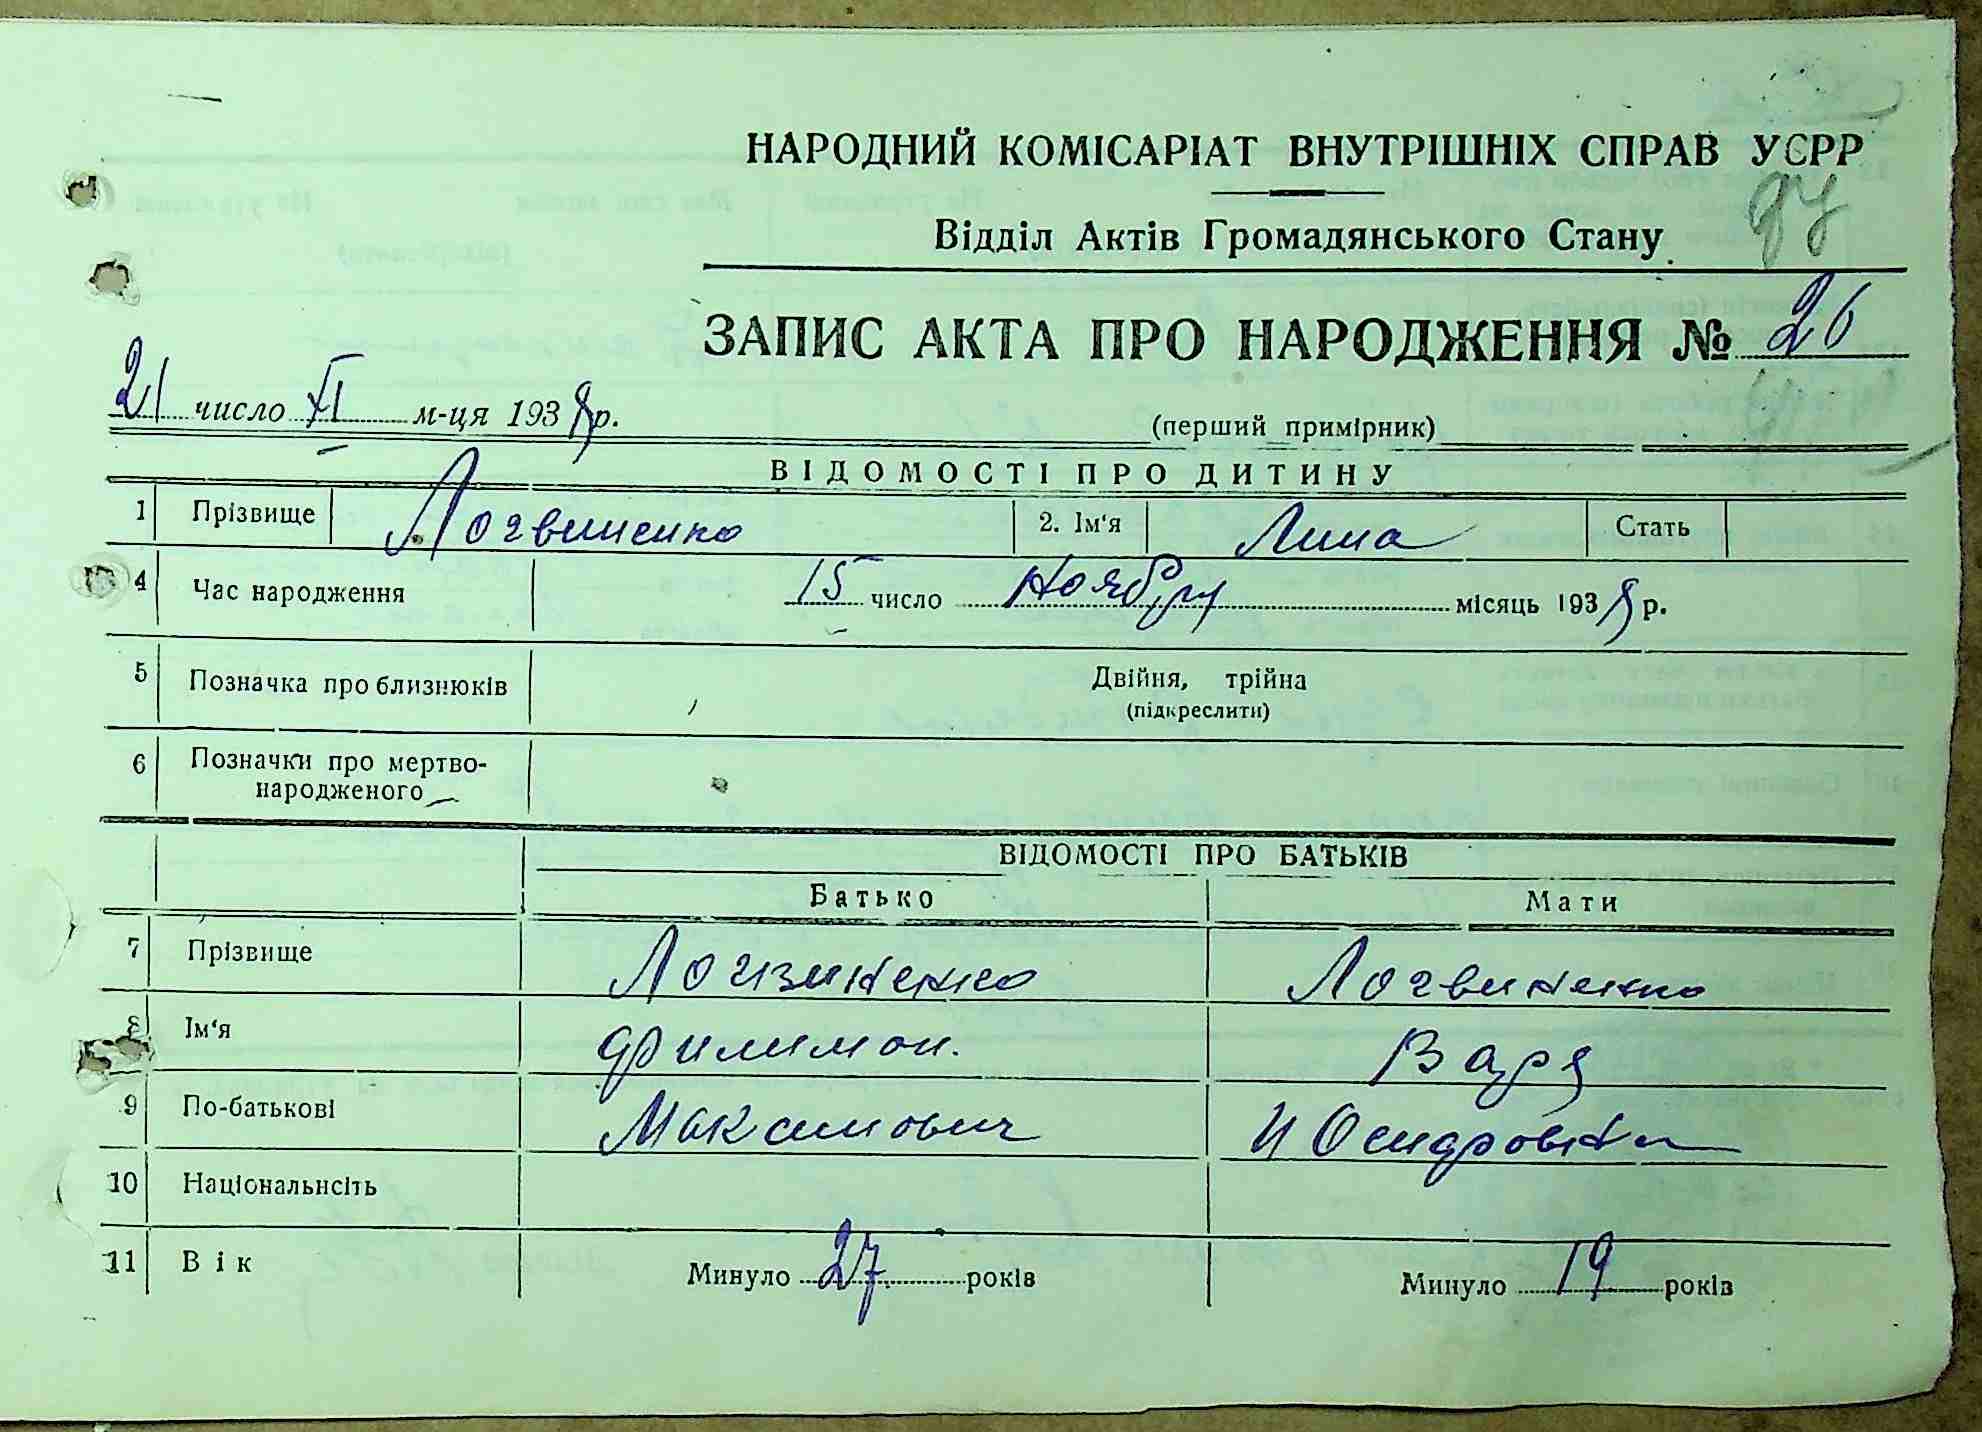 НАРОДНИЙ КОМІСАРІАТ ВНУТРІШНІХ СПРАВ УСРР
97
Відділ Актів Громадянського Стану
ЗАПИС АКТА ПРО НАРОДЖЕННЯ № 26
21 число XI м-ця 1938 р.
(перший примірник)
ВІДОМОСТІ ПРО ДИТИНУ
1 Прізвище Логвиненко 2. Ім'я Лина Стать
4 Час народження 15 число Ноября місяць 1938 р.
5 Позначка про близнюків Двійня, трійна
(підкреслити)
6 Позначки про мертво-
народженого
ВІДОМОСТІ ПРО БАТЬКІВ
Батько Мати
7 Прізвище Логвиненко Логвиненко
8 Ім'я Филимон. Варя
9 По-батькові Максимович
10 Національнсіть
11 Вік Минуло 27 років Минуло 19 років